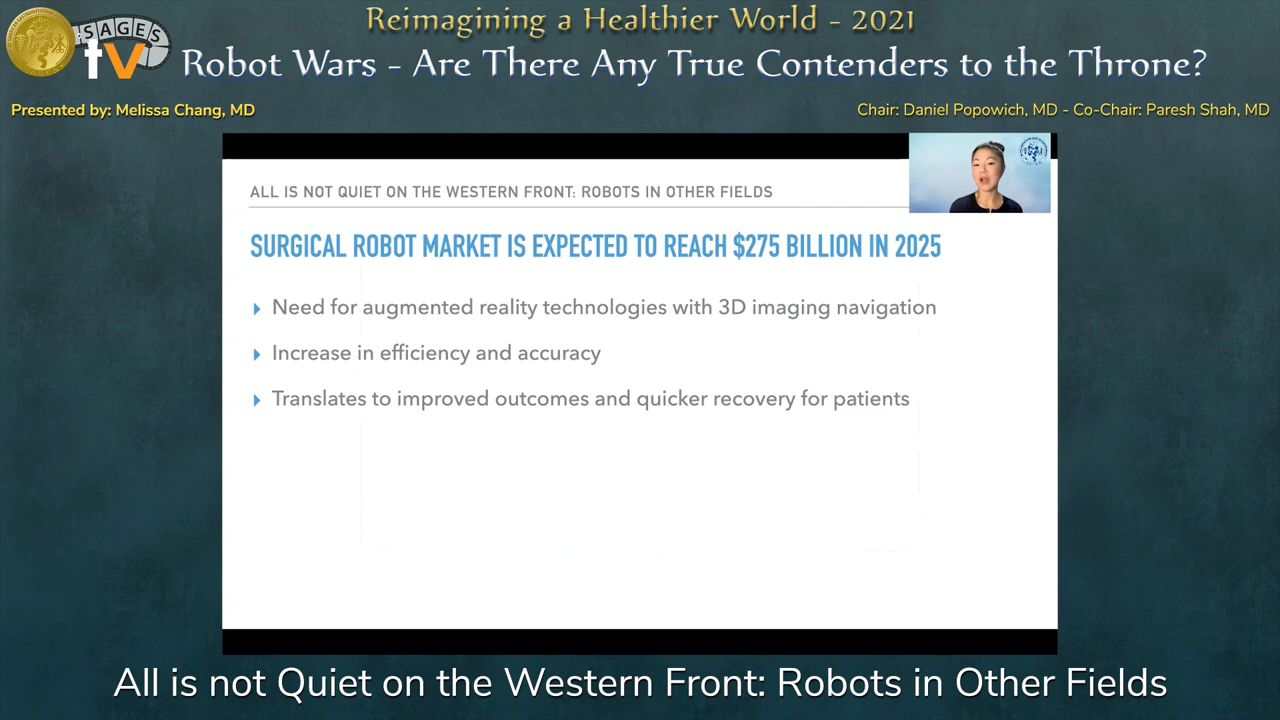 SAGES
tv
Reimagining a Healthier World - 2021
Robot Wars - Are There Any True Contenders to the Throne?
Presented by: Melissa Chang, MD
Chair: Daniel Popowich, MD - Co-Chair: Paresh Shah, MD
ALL IS NOT QUIET ON THE WESTERN FRONT: ROBOTS IN OTHER FIELDS
SURGICAL ROBOT MARKET IS EXPECTED TO REACH $275 BILLION IN 2025
Need for augmented reality technologies with 3D imaging navigation
Increase in efficiency and accuracy
Translates to improved outcomes and quicker recovery for patients
All is not Quiet on the Western Front: Robots in Other Fields